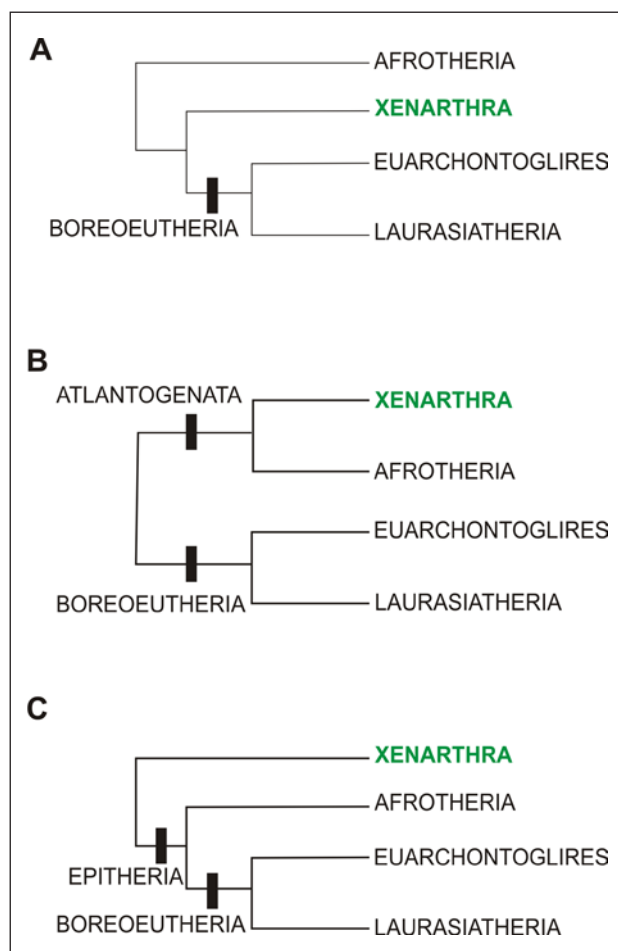 A
AFROTHERIA
XENARTHRA
EUARCHONTOGLIRES
BOREOEUTHERIA
LAURASIATHERIA
B
ATLANTOGENATA
XENARTHRA
AFROTHERIA
EUARCHONTOGLIRES
BOREOEUTHERIA
LAURASIATHERIA
C
XENARTHRA
AFROTHERIA
EUARCHONTOGLIRES
EPITHERIA
BOREOEUTHERIA
LAURASIATHERIA